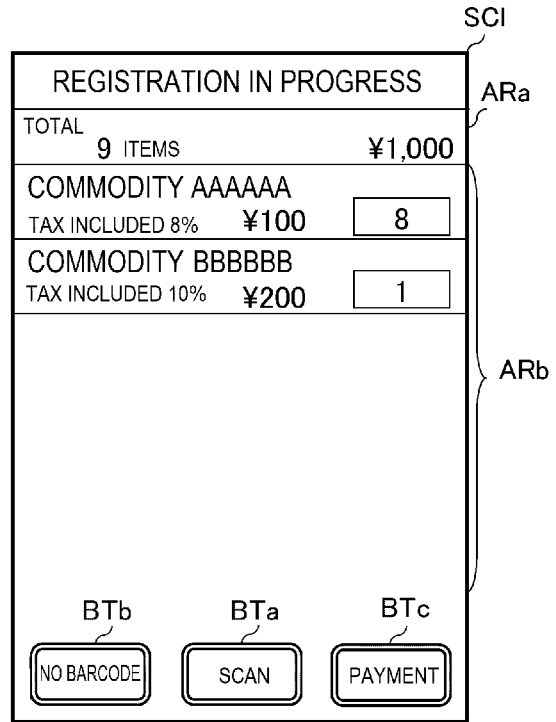 SCI
REGISTRATION IN PROGRESS
ARa
TOTAL
9 ITEMS ¥1,000
COMMODITY AAAAAA
TAX INCLUDED 8% ¥100 8
COMMODITY BBBBBB
TAX INCLUDED 10% ¥200 1
ARb
BTb BTa BTc
NO BARCODE SCAN PAYMENT